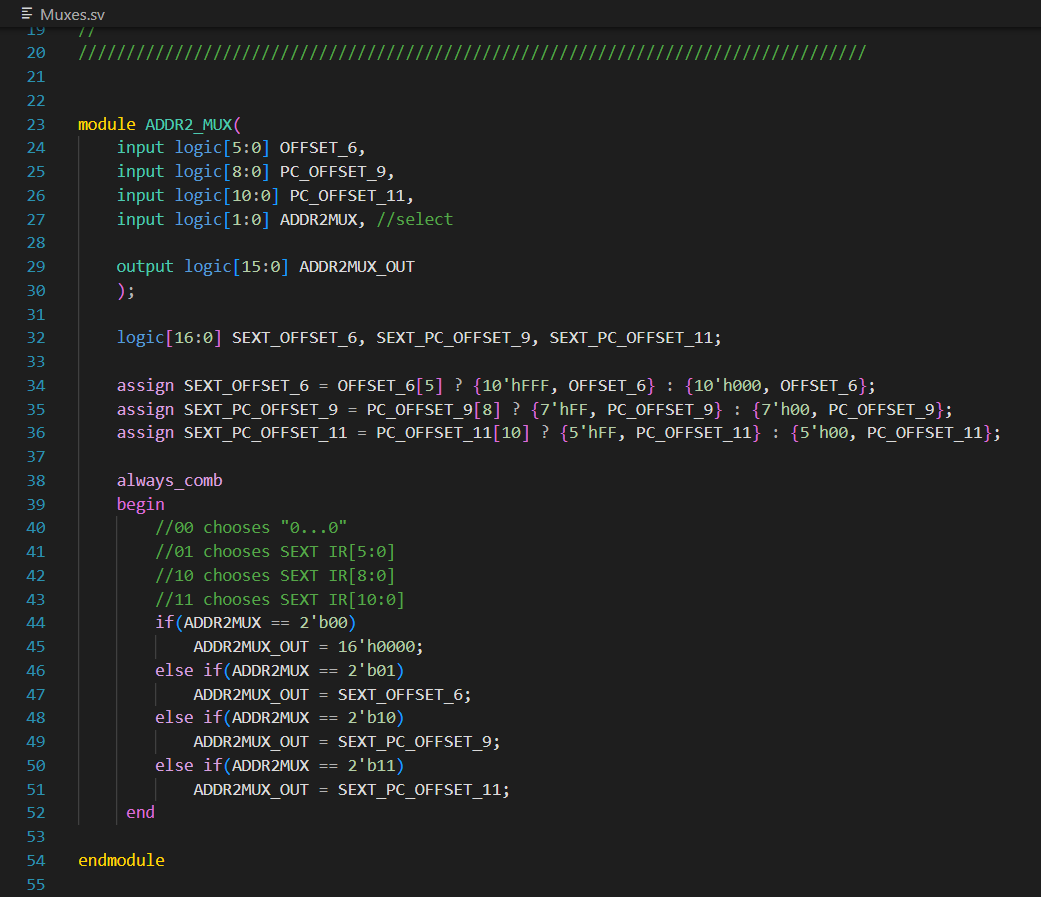 Muxes.sv
19 //
20 //////////////////////////////////////////////////////////////////////////////////
21
22
23 module ADDR2_MUX(
24 input logic[5:0] OFFSET_6,
25 input logic[8:0] PC_OFFSET_9,
26 input logic[10:0] PC_OFFSET_11,
27 input logic[1:0] ADDR2MUX, //select
28
29 output logic[15:0] ADDR2MUX_OUT
30 );
31
32 logic[16:0] SEXT_OFFSET_6, SEXT_PC_OFFSET_9, SEXT_PC_OFFSET_11;
33
34 assign SEXT_OFFSET_6 = OFFSET_6[5] ? {10'hFFF, OFFSET_6} : {10'h000, OFFSET_6};
35 assign SEXT_PC_OFFSET_9 = PC_OFFSET_9[8] ? {7'hFF, PC_OFFSET_9} : {7'h00, PC_OFFSET_9};
36 assign SEXT_PC_OFFSET_11 = PC_OFFSET_11[10] ? {5'hFF, PC_OFFSET_11} : {5'h00, PC_OFFSET_11};
37
38 always_comb
39 begin
40 //00 chooses "0...0"
41 //01 chooses SEXT IR[5:0]
42 //10 chooses SEXT IR[8:0]
43 //11 chooses SEXT IR[10:0]
44 if(ADDR2MUX == 2'b00)
45 ADDR2MUX_OUT = 16'h0000;
46 else if(ADDR2MUX == 2'b01)
47 ADDR2MUX_OUT = SEXT_OFFSET_6;
48 else if(ADDR2MUX == 2'b10)
49 ADDR2MUX_OUT = SEXT_PC_OFFSET_9;
50 else if(ADDR2MUX == 2'b11)
51 ADDR2MUX_OUT = SEXT_PC_OFFSET_11;
52 end
53
54 endmodule
55